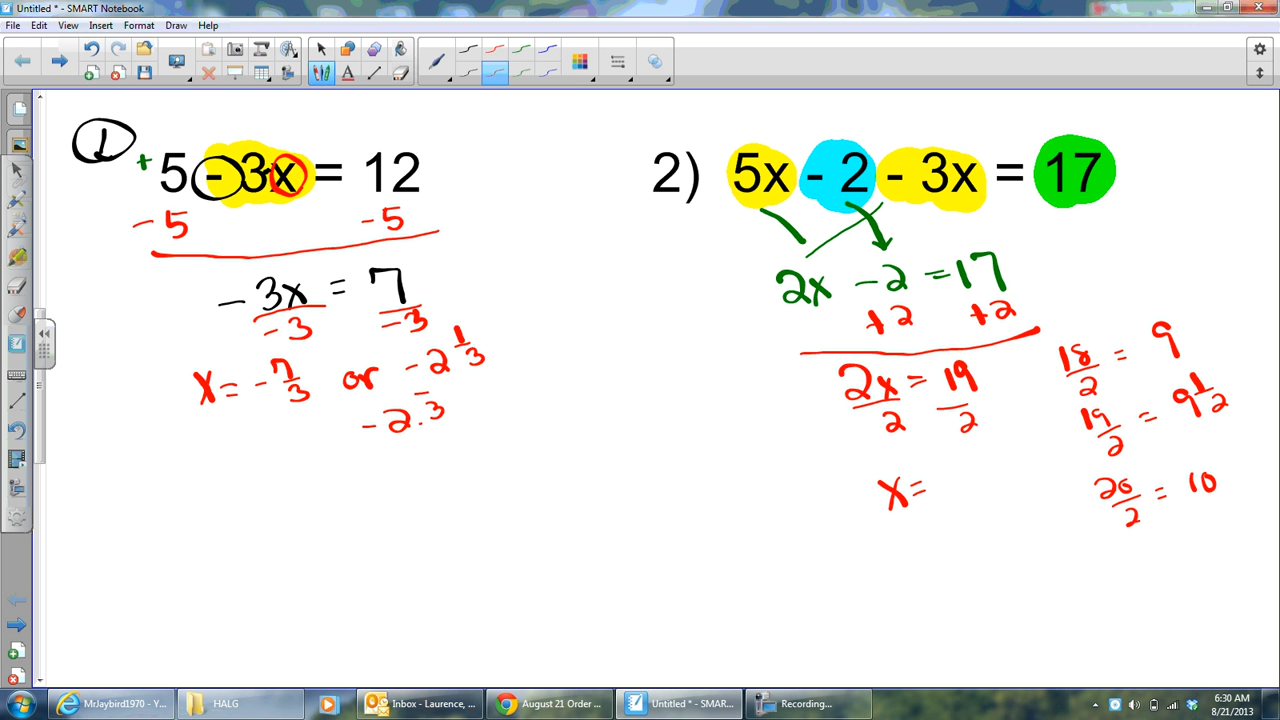 Untitled * - SMART Notebook
File Edit View Insert Format Draw Help
① + 5 - 3x = 12
-5 -5
-3x = 7
-3 -3
x = -7/3 or -2 1/3
-2.3̅
2) 5x - 2 - 3x = 17
2x - 2 = 17
+2 +2
2x = 19
2 2
x =
18/2 = 9
19/2 = 9 1/2
20/2 = 10
MrJaybird1970 - Y... HALG Inbox - Laurence, ... August 21 Order ... Untitled * - SMAR... Recording... 6:30 AM
8/21/2013